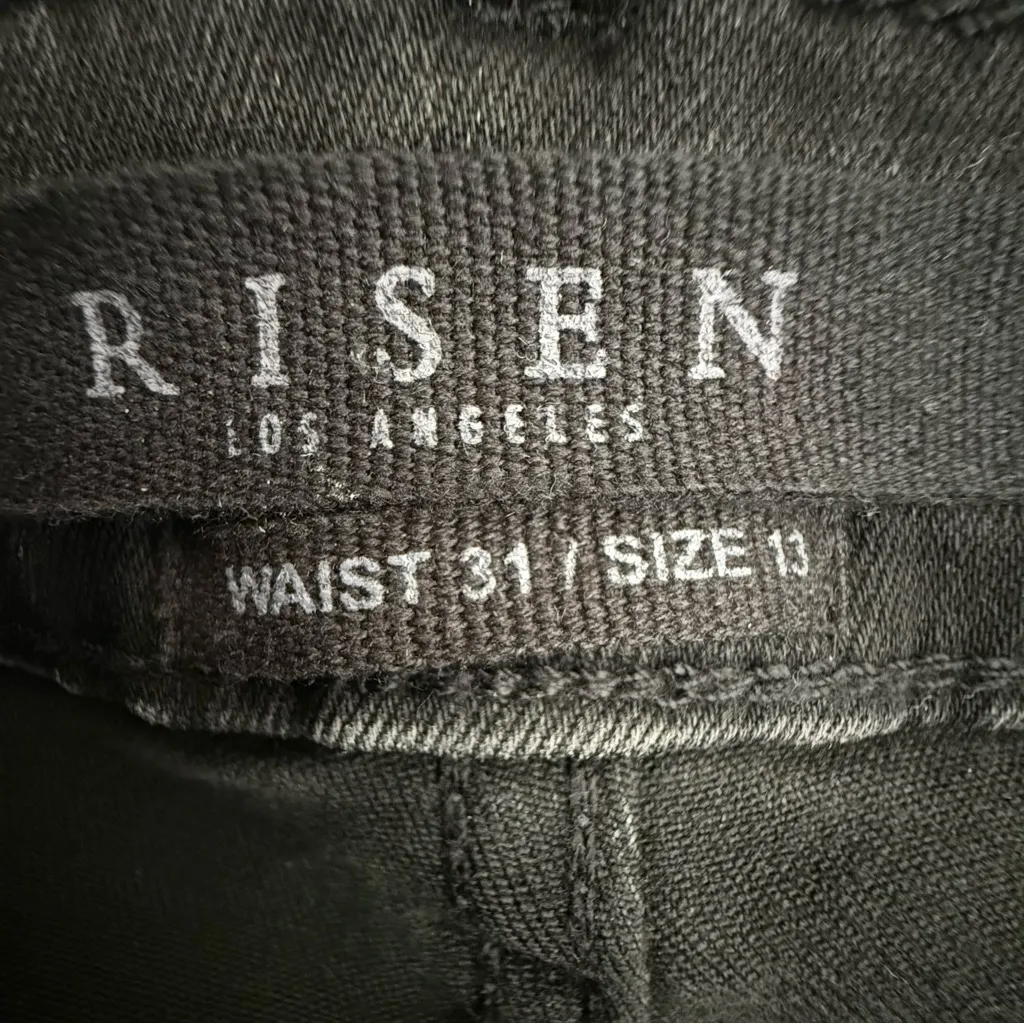 RISEN
LOS ANGELES
WAIST 31 / SIZE 13